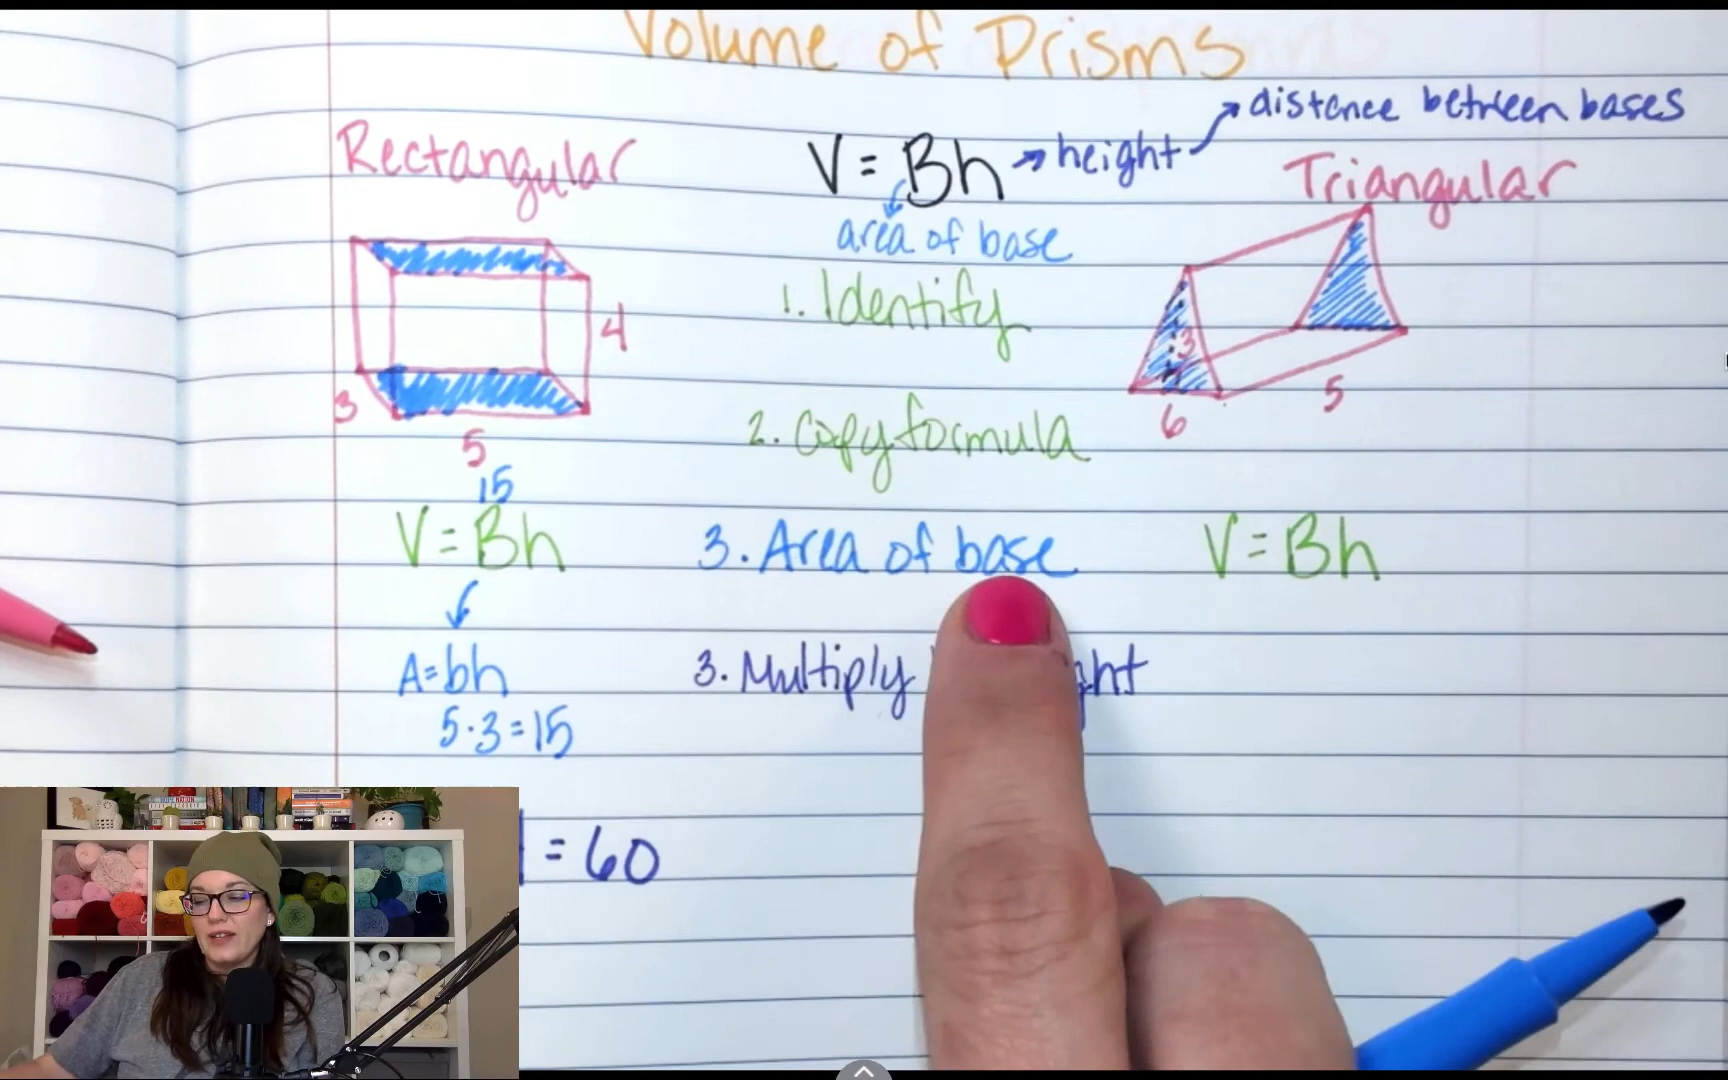 Volume of Prisms
distance between bases
Rectangular
V = Bh → height
Triangular
area of base
1. Identify
4
3
3
5
6
5
2. Copy formula
15
V = Bh
3. Area of base
V = Bh
A = bh
3. Multiply
5 · 3 = 15
= 60